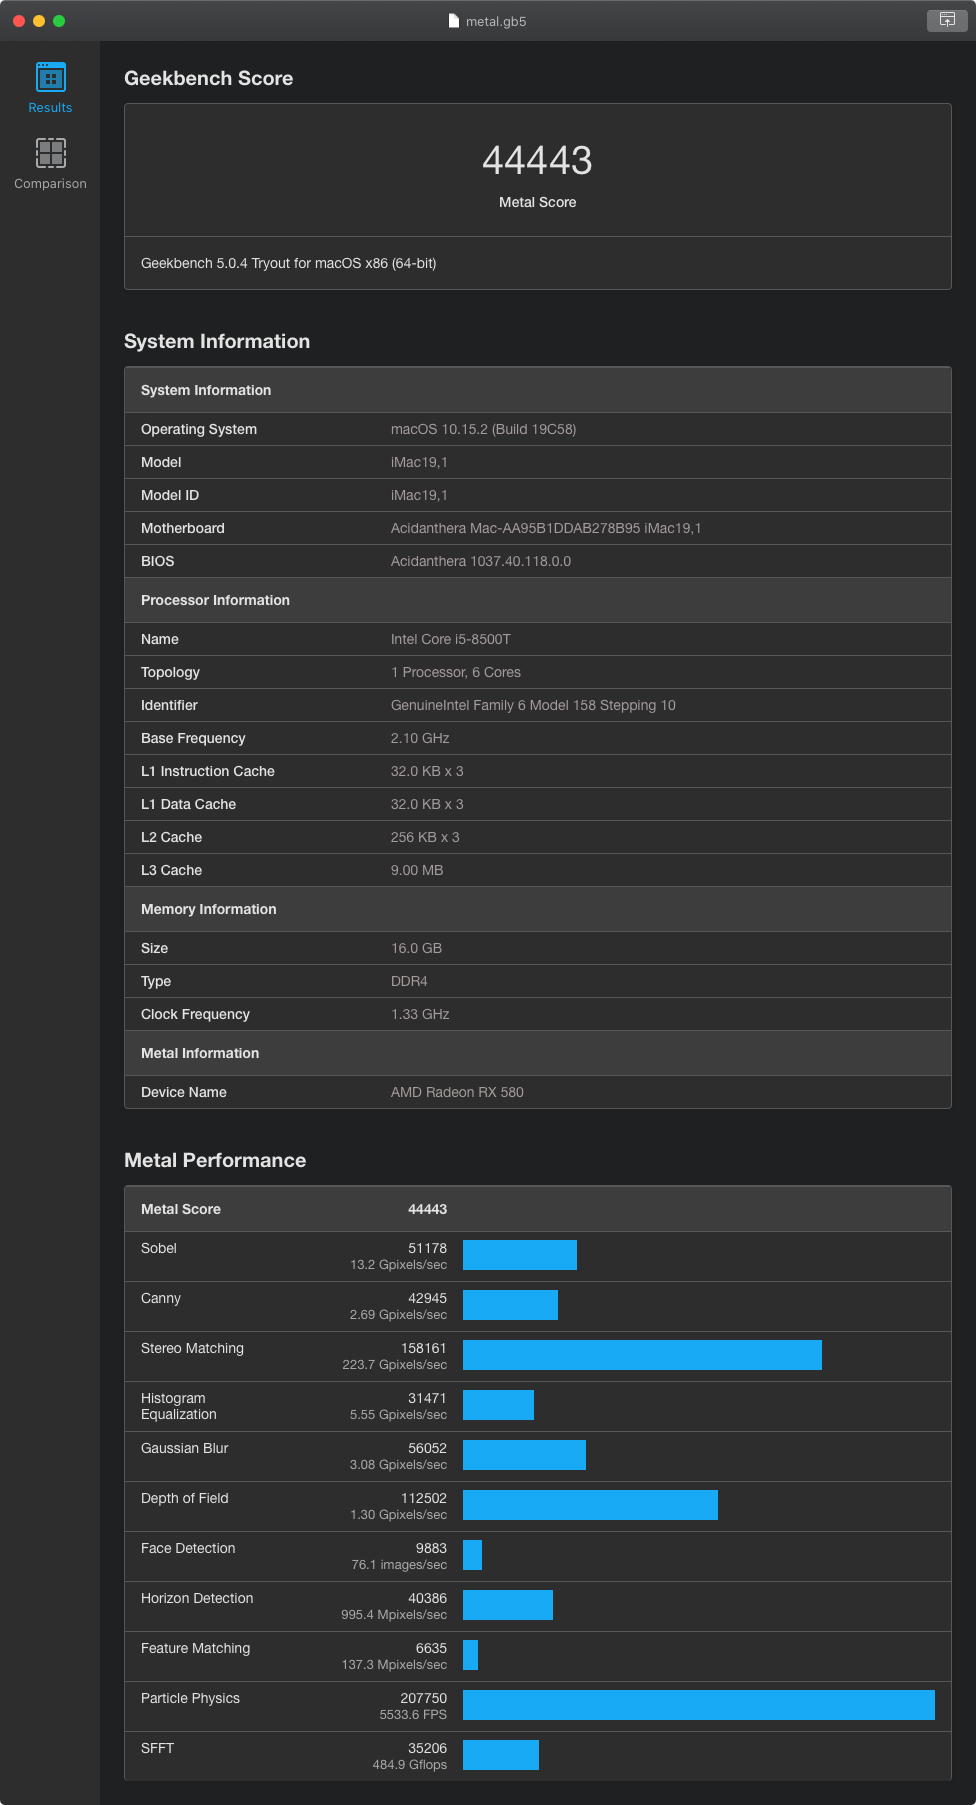 metal.gb5
Results
Comparison
Geekbench Score
44443
Metal Score
Geekbench 5.0.4 Tryout for macOS x86 (64-bit)
System Information
System Information
Operating System macOS 10.15.2 (Build 19C58)
Model iMac19,1
Model ID iMac19,1
Motherboard Acidanthera Mac-AA95B1DDAB278B95 iMac19,1
BIOS Acidanthera 1037.40.118.0.0
Processor Information
Name Intel Core i5-8500T
Topology 1 Processor, 6 Cores
Identifier GenuineIntel Family 6 Model 158 Stepping 10
Base Frequency 2.10 GHz
L1 Instruction Cache 32.0 KB x 3
L1 Data Cache 32.0 KB x 3
L2 Cache 256 KB x 3
L3 Cache 9.00 MB
Memory Information
Size 16.0 GB
Type DDR4
Clock Frequency 1.33 GHz
Metal Information
Device Name AMD Radeon RX 580
Metal Performance
Metal Score 44443
Sobel 51178
13.2 Gpixels/sec
Canny 42945
2.69 Gpixels/sec
Stereo Matching 158161
223.7 Gpixels/sec
Histogram 31471
Equalization 5.55 Gpixels/sec
Gaussian Blur 56052
3.08 Gpixels/sec
Depth of Field 112502
1.30 Gpixels/sec
Face Detection 9883
76.1 images/sec
Horizon Detection 40386
995.4 Mpixels/sec
Feature Matching 6635
137.3 Mpixels/sec
Particle Physics 207750
5533.6 FPS
SFFT 35206
484.9 Gflops